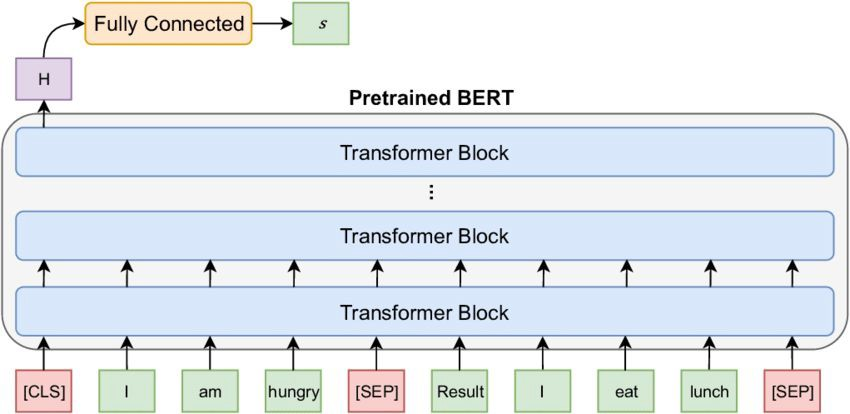 Fully Connected
s
H
Pretrained BERT
Transformer Block
⋮
Transformer Block
Transformer Block
[CLS] I am hungry [SEP] Result I eat lunch [SEP]